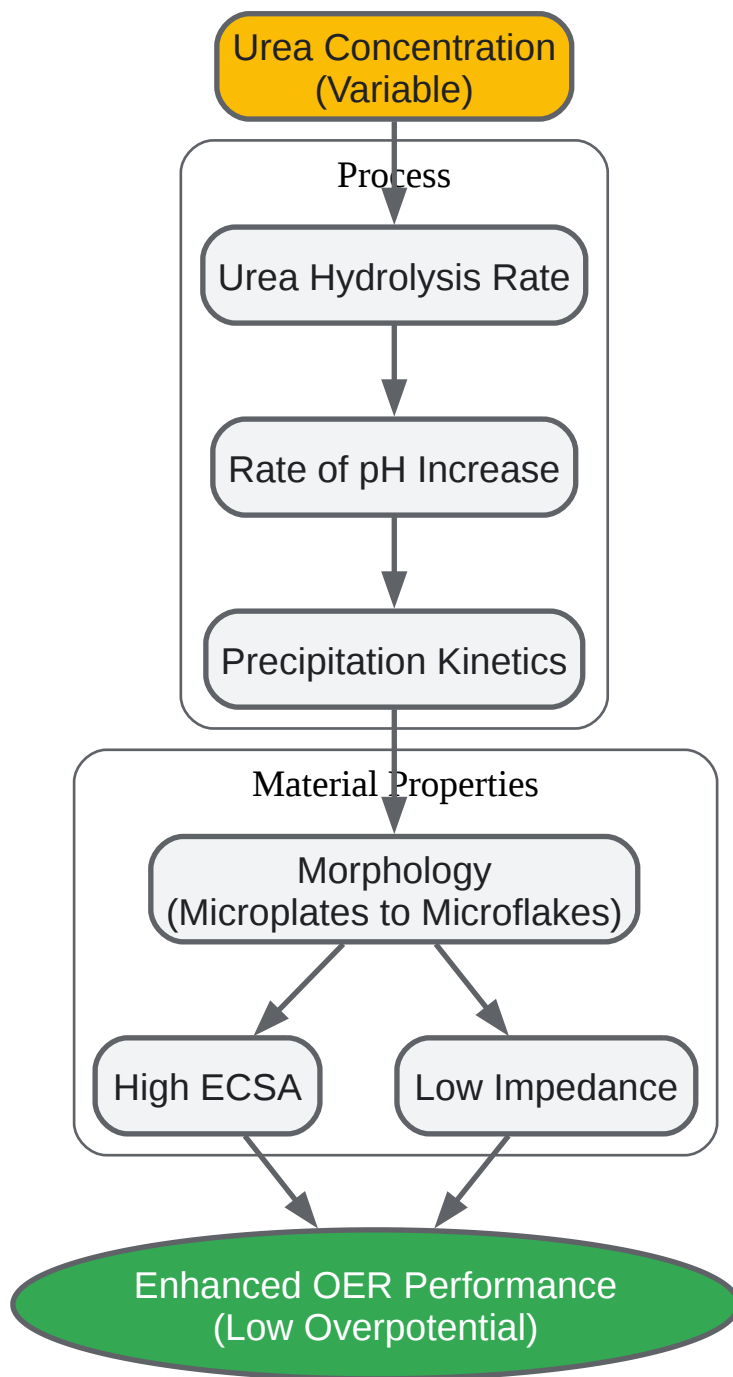 Urea Concentration
(Variable)
Process
Urea Hydrolysis Rate
Rate of pH Increase
Precipitation Kinetics
Material Properties
Morphology
(Microplates to Microflakes)
High ECSA
Low Impedance
Enhanced OER Performance
(Low Overpotential)